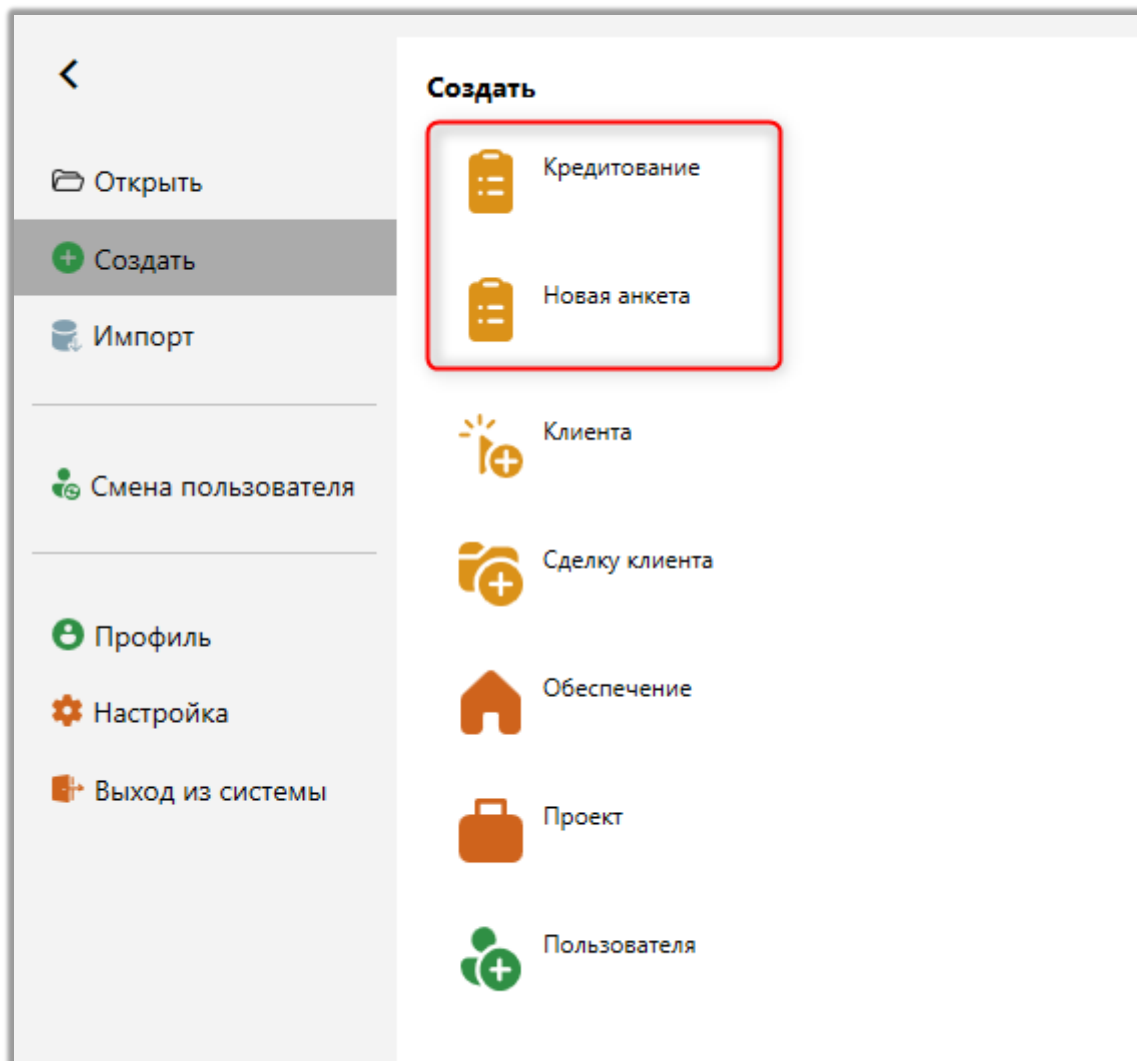 Открыть
Создать
Импорт
Смена пользователя
Профиль
Настройка
Выход из системы
Создать
Кредитование
Новая анкета
Клиента
Сделку клиента
Обеспечение
Проект
Пользователя